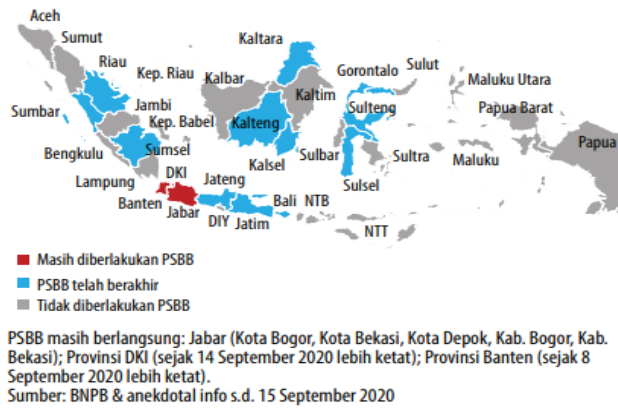 Aceh
Sumut
Riau
Kep. Riau
Kalbar
Kaltara
Gorontalo
Sulut
Maluku Utara
Kaltim
Sulteng
Papua Barat
Sumbar
Jambi
Kep. Babel
Kalteng
Papua
Bengkulu
Sumsel
Kalsel
Sulbar
Sultra
Maluku
Lampung
DKI
Jateng
Sulsel
Banten
Jabar
DIY
Jatim
Bali
NTB
NTT
Masih diberlakukan PSBB
PSBB telah berakhir
Tidak diberlakukan PSBB
PSBB masih berlangsung: Jabar (Kota Bogor, Kota Bekasi, Kota Depok, Kab. Bogor, Kab.
Bekasi); Provinsi DKI (sejak 14 September 2020 lebih ketat); Provinsi Banten (sejak 8
September 2020 lebih ketat).
Sumber: BNPB & anekdotal info s.d. 15 September 2020